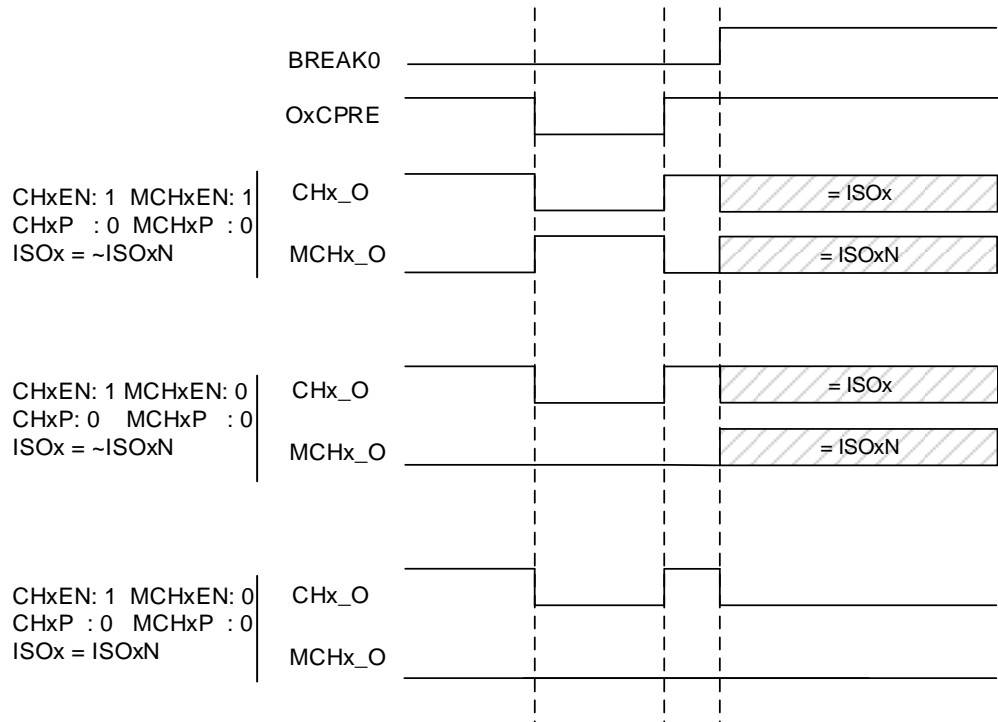 BREAK0
OxCPRE
CHxEN: 1 MCHxEN: 1
CHxP : 0 MCHxP : 0
ISOx = ~ISOxN
CHx_O
= ISOx
MCHx_O
= ISOxN
CHxEN: 1 MCHxEN: 0
CHxP: 0 MCHxP : 0
ISOx = ~ISOxN
CHx_O
= ISOx
MCHx_O
= ISOxN
CHxEN: 1 MCHxEN: 0
CHxP : 0 MCHxP : 0
ISOx = ISOxN
CHx_O
MCHx_O